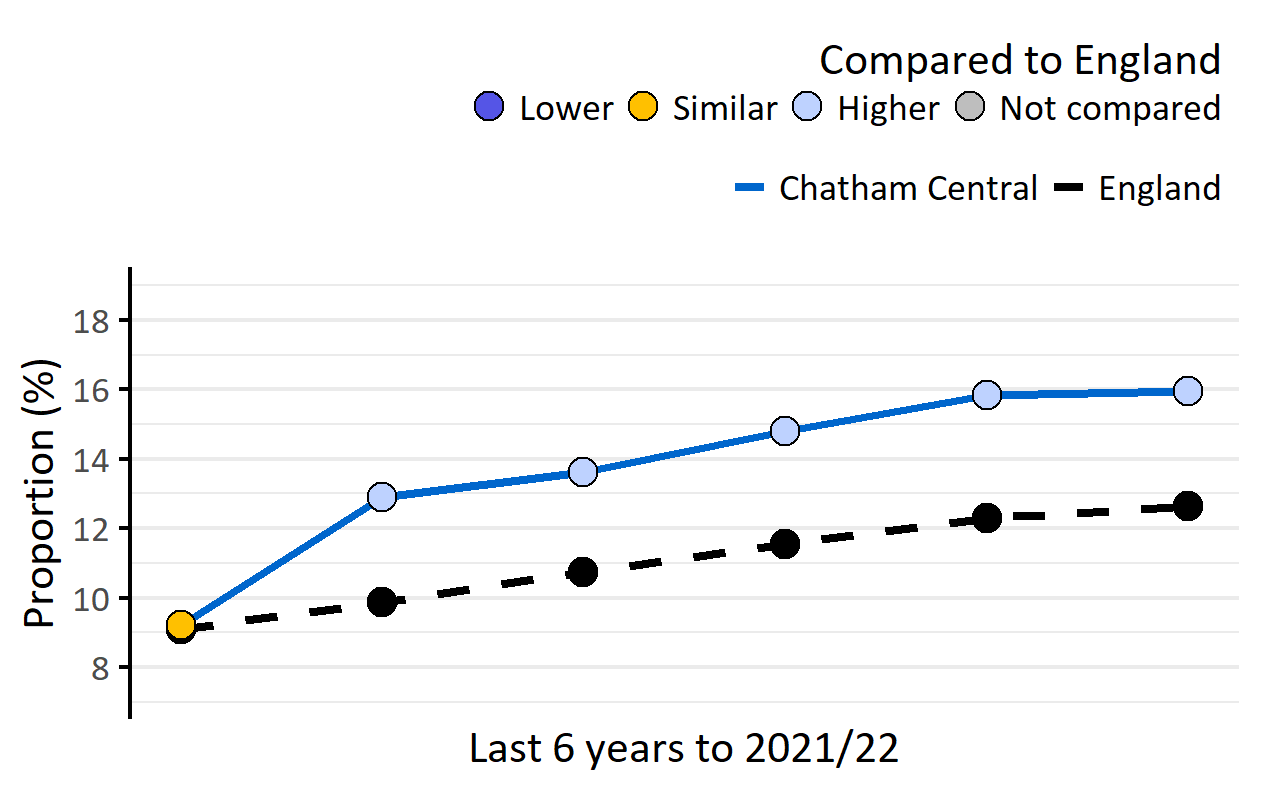 Compared to England
Lower Similar Higher Not compared
Chatham Central England
18
16
14
12
10
8
Proportion (%)
Last 6 years to 2021/22